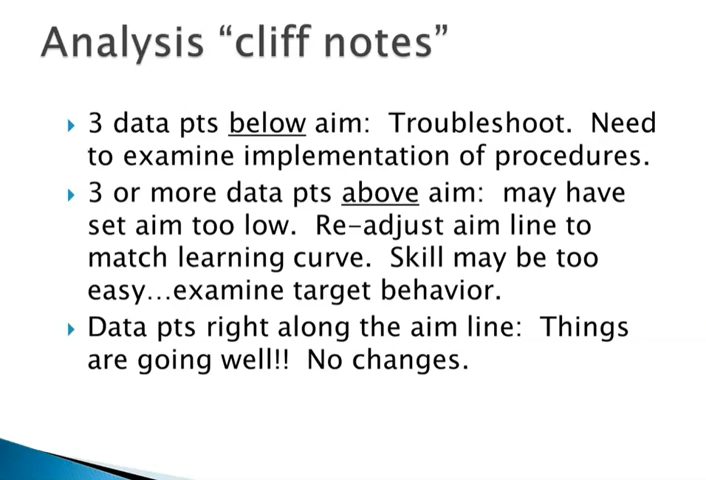 Analysis “cliff notes”
3 data pts below aim:  Troubleshoot.  Need
to examine implementation of procedures.
3 or more data pts above aim:  may have
set aim too low.  Re-adjust aim line to
match learning curve.  Skill may be too
easy…examine target behavior.
Data pts right along the aim line:  Things
are going well!!  No changes.